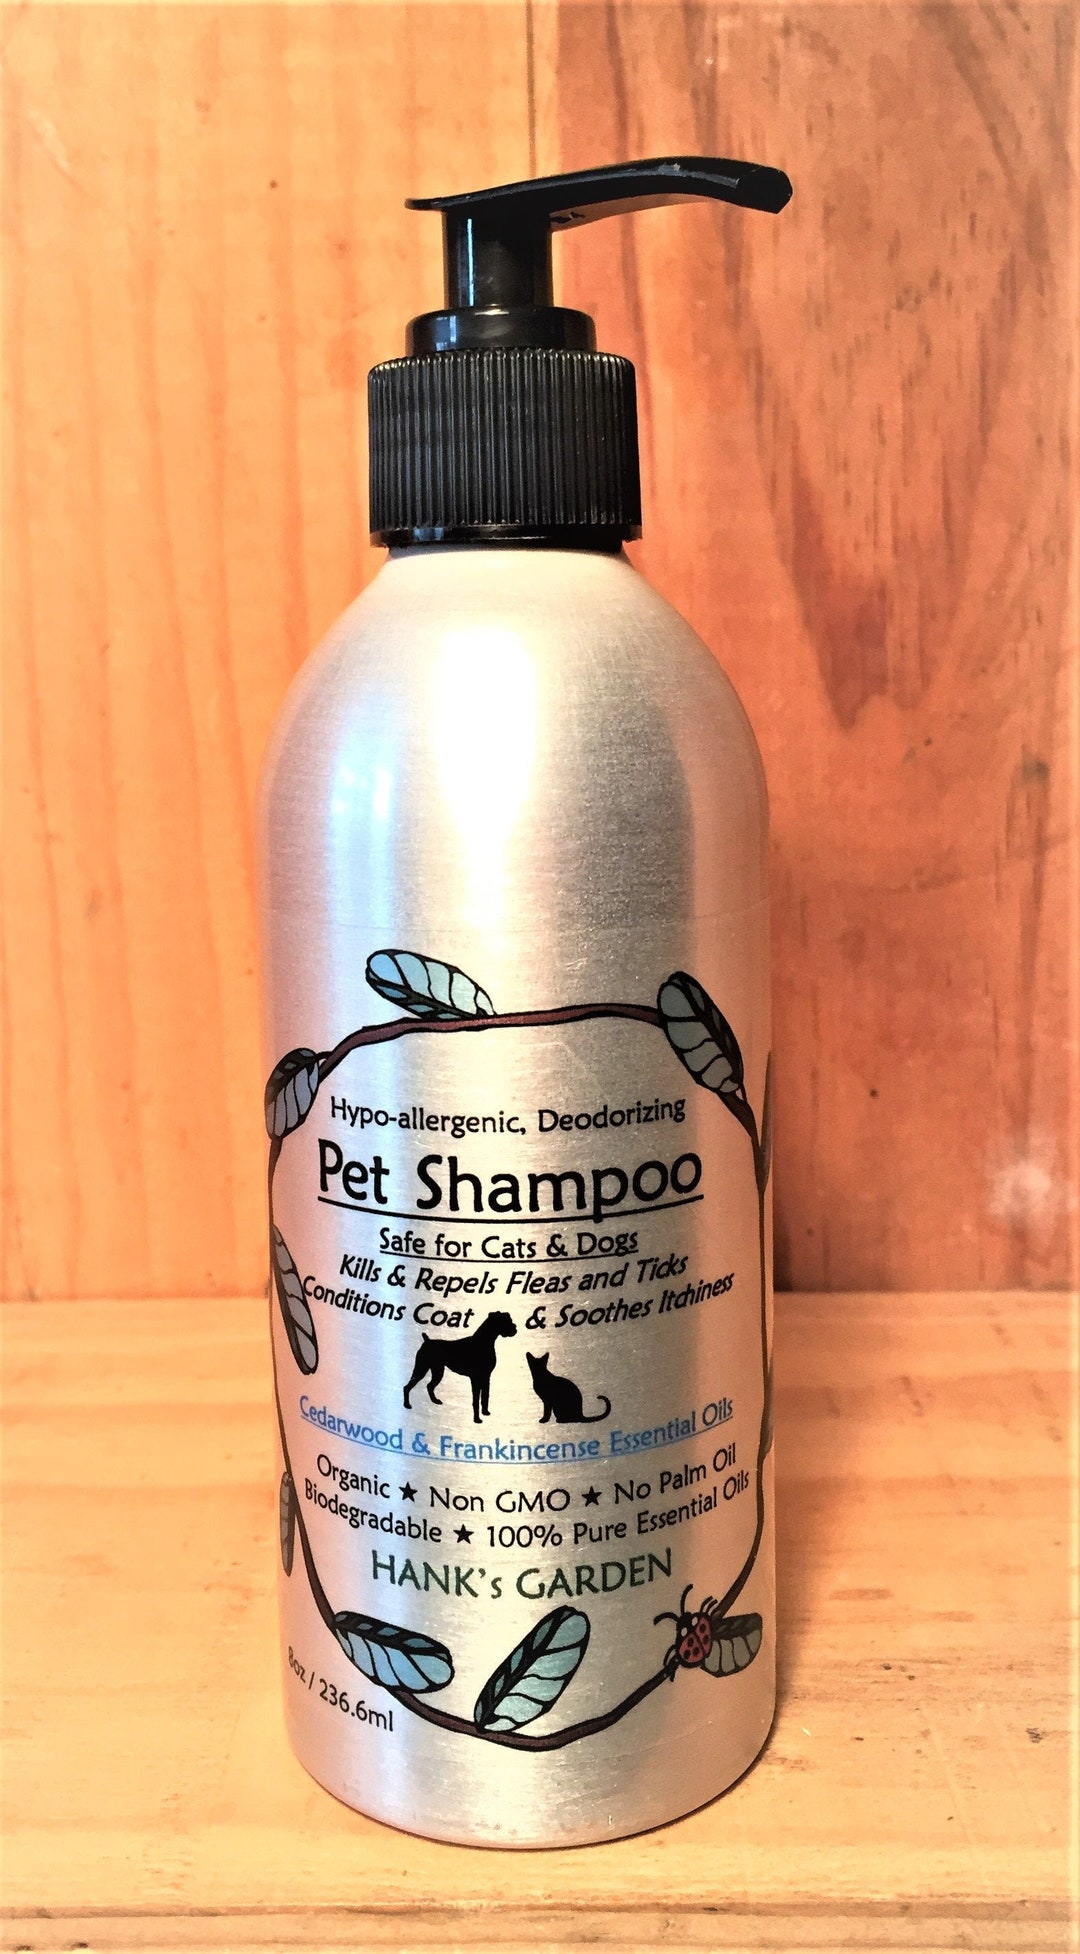 Hypo-allergenic, Deodorizing
Pet Shampoo
Safe for Cats & Dogs
Kills & Repels Fleas and Ticks
Conditions Coat & Soothes Itchiness
Cedarwood & Frankincense Essential Oils
Organic ★ Non GMO ★ No Palm Oil
Biodegradable ★ 100% Pure Essential Oils
HANK's GARDEN
8oz / 236.6ml